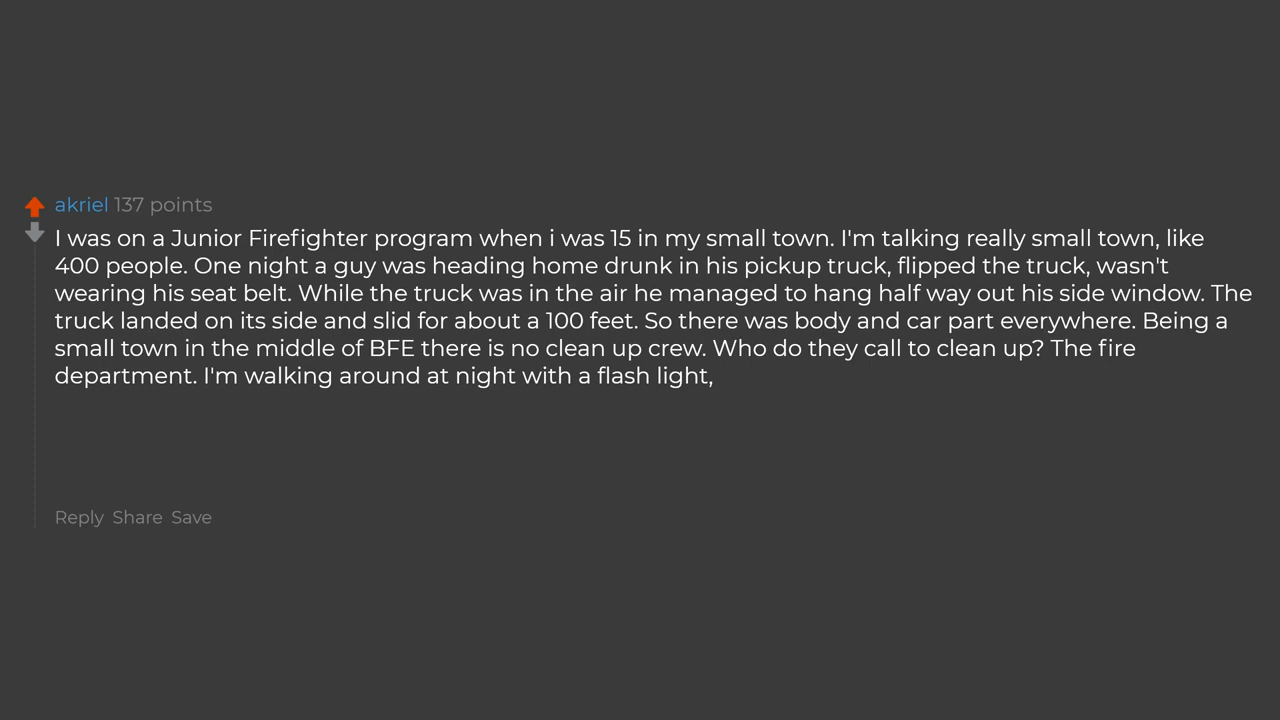 akriel 137 points
I was on a Junior Firefighter program when i was 15 in my small town. I'm talking really small town, like
400 people. One night a guy was heading home drunk in his pickup truck, flipped the truck, wasn't
wearing his seat belt. While the truck was in the air he managed to hang half way out his side window. The
truck landed on its side and slid for about a 100 feet. So there was body and car part everywhere. Being a
small town in the middle of BFE there is no clean up crew. Who do they call to clean up? The fire
department. I'm walking around at night with a flash light,
Reply Share Save